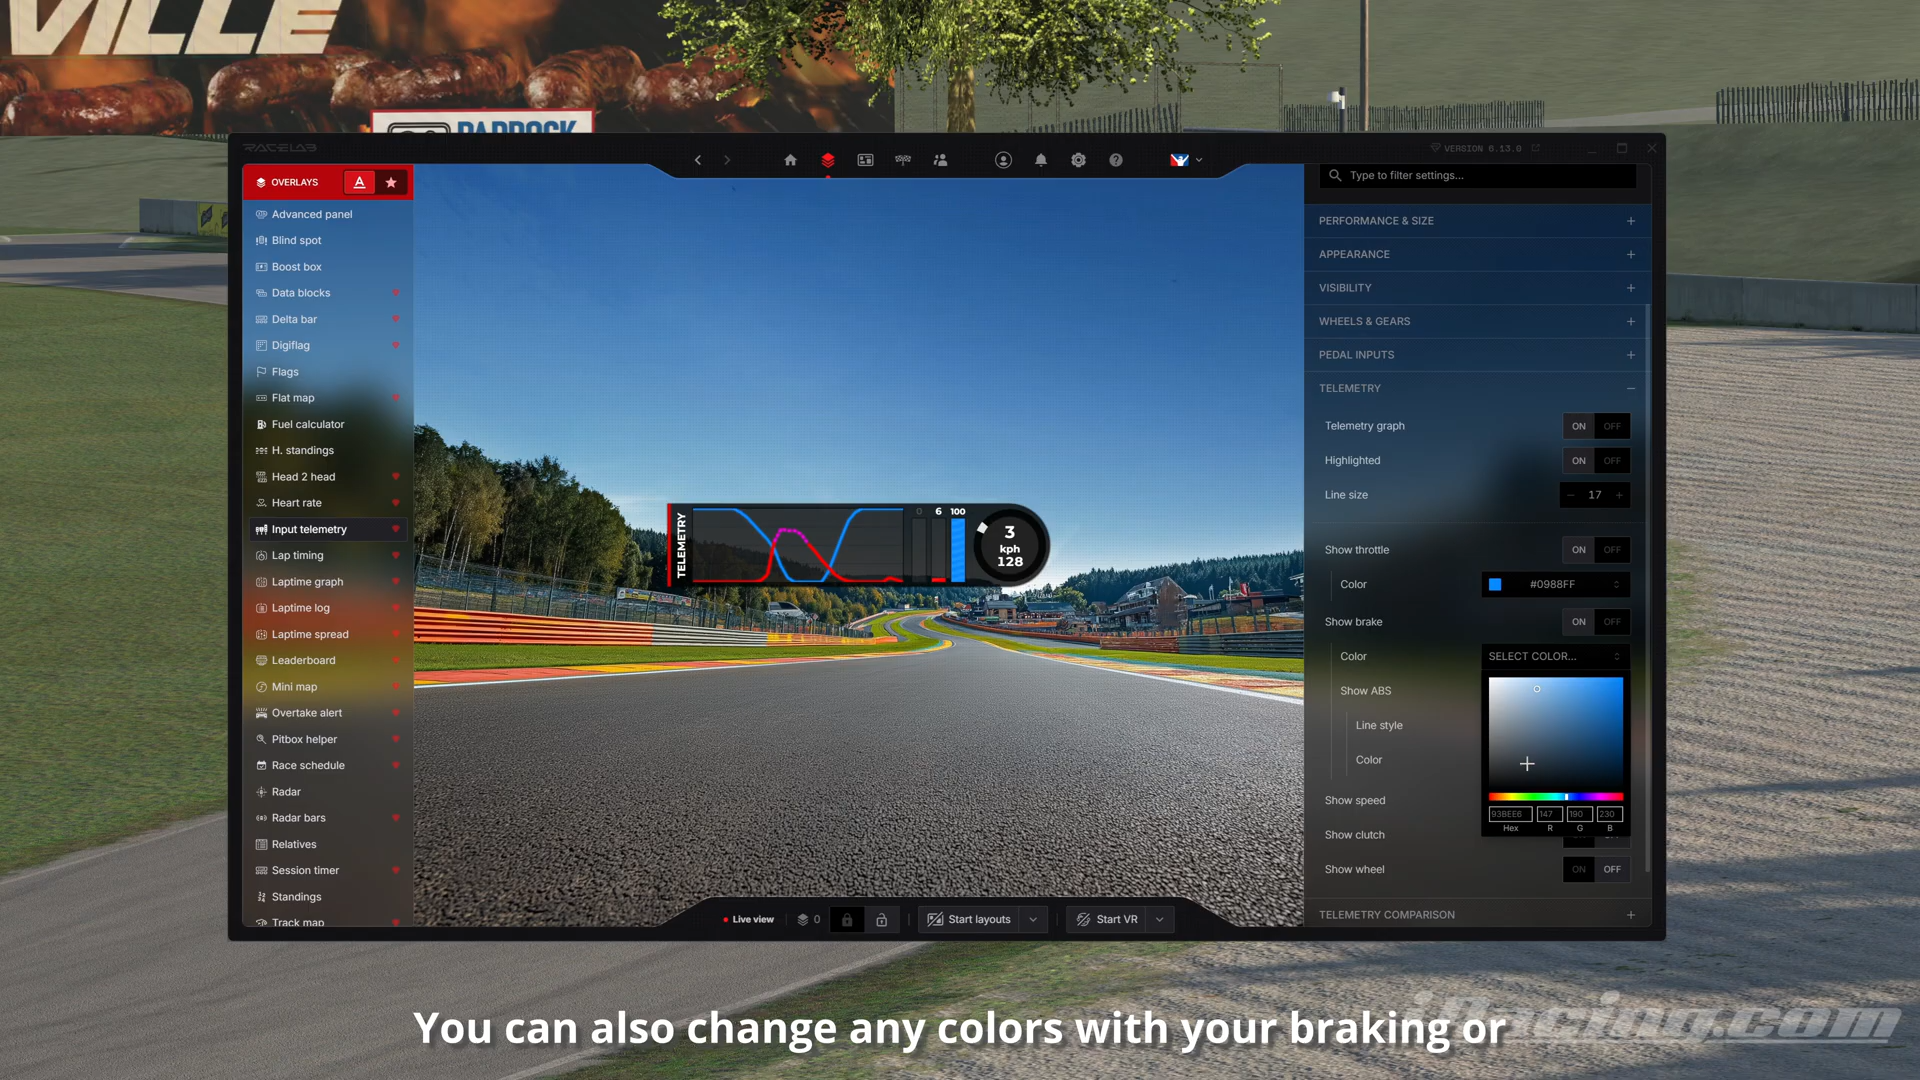 VILLE
PADDOCK
RACELAB
VERSION 6.13.0
OVERLAYS
A
Advanced panel
Blind spot
Boost box
Data blocks
Delta bar
Digiflag
Flags
Flat map
Fuel calculator
H. standings
Head 2 head
Heart rate
Input telemetry
Lap timing
Laptime graph
Laptime log
Laptime spread
Leaderboard
Mini map
Overtake alert
Pitbox helper
Race schedule
Radar
Radar bars
Relatives
Session timer
Standings
Track map
TELEMETRY
0 6 100
3
kph
128
Live view
0
Start layouts
Start VR
Type to filter settings...
PERFORMANCE & SIZE
APPEARANCE
VISIBILITY
WHEELS & GEARS
PEDAL INPUTS
TELEMETRY
Telemetry graph ON OFF
Highlighted ON OFF
Line size 17
Show throttle ON OFF
Color #0988FF
Show brake ON OFF
Color SELECT COLOR...
Show ABS
Line style
Color
Show speed
93BEE6 147 190 230
Hex R G B
Show clutch
Show wheel ON OFF
TELEMETRY COMPARISON
You can also change any colors with your braking or
iRacing.com